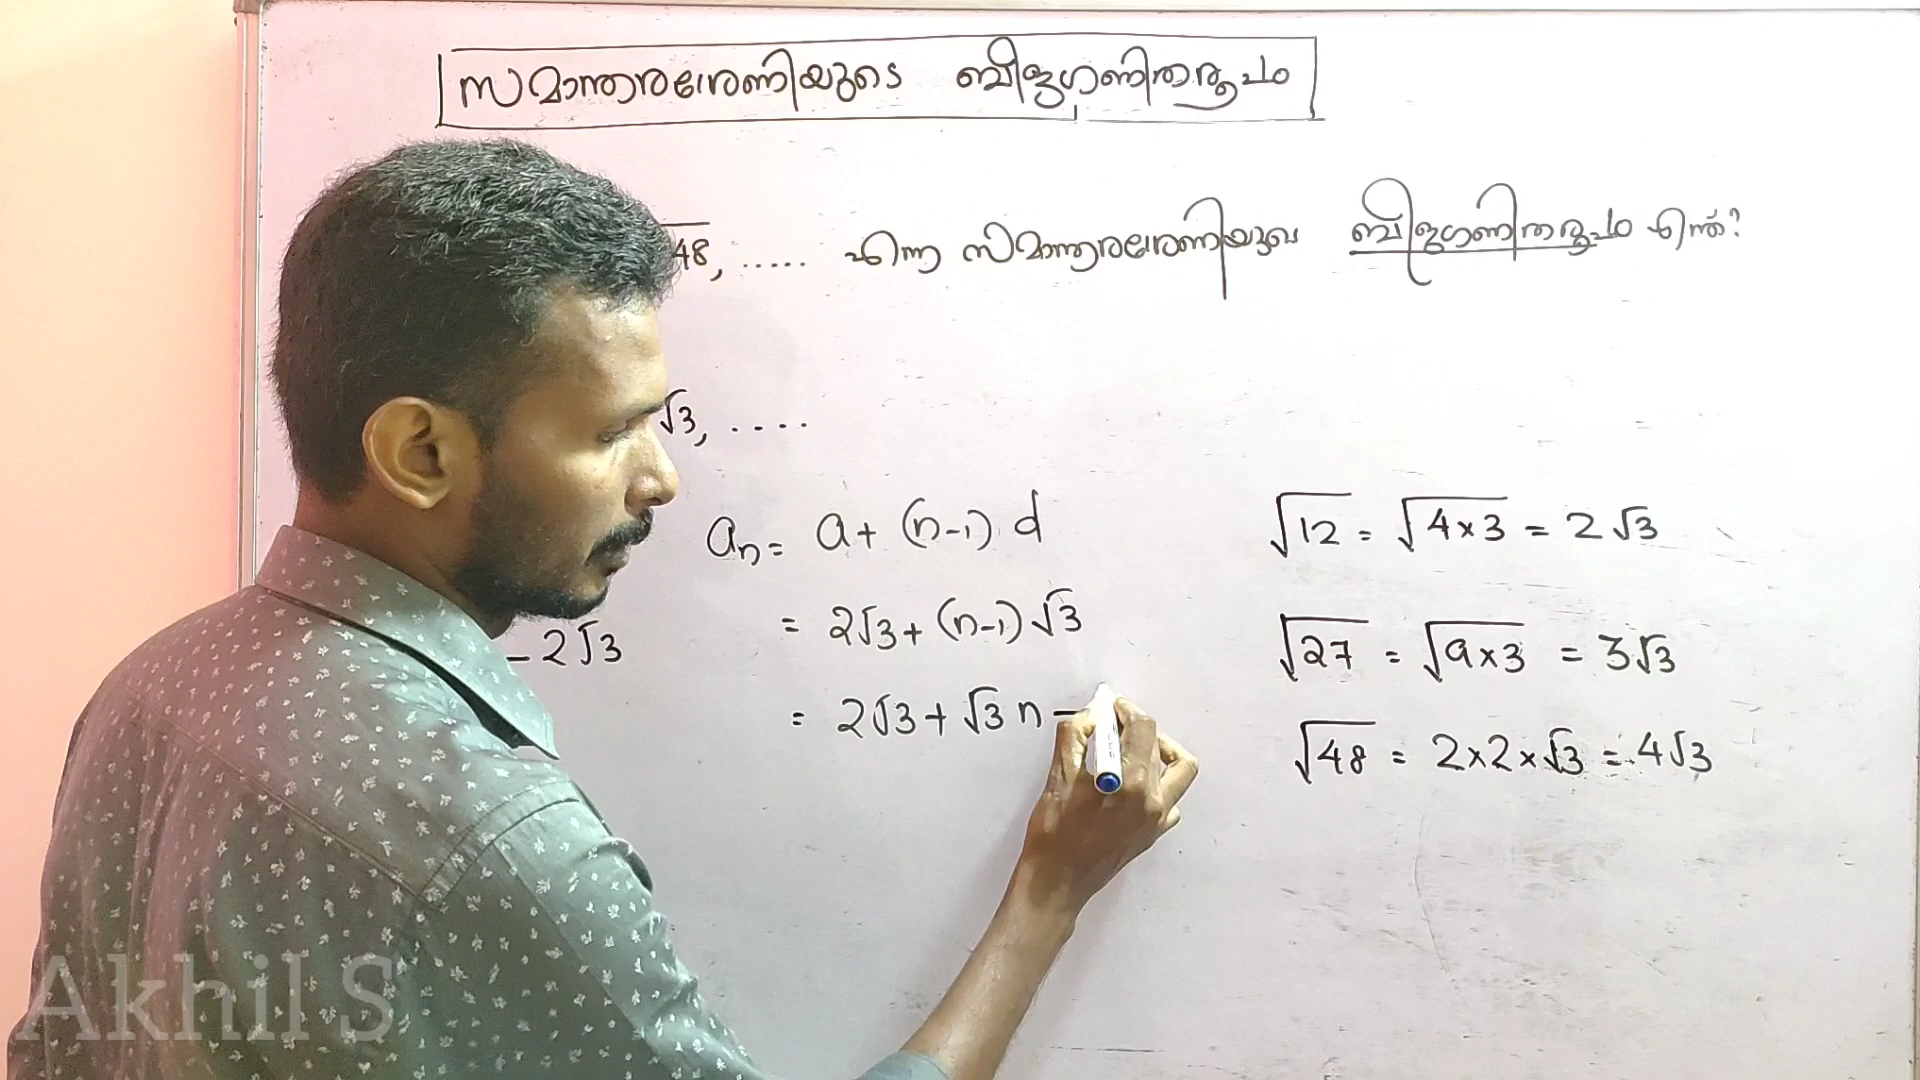 സമാന്തരശ്രേണിയുടെ ബീജഗണിതരൂപം
48, ..... എന്ന സമാന്തരശ്രേണിയുടെ ബീജഗണിതരൂപം എന്ത്?
√3, ....
aₙ = a + (n-1) d
= 2√3 + (n-1) √3
- 2√3
= 2√3 + √3 n -
√12 = √4×3 = 2√3
√27 = √9×3 = 3√3
√48 = 2×2×√3 = 4√3
Akhil S